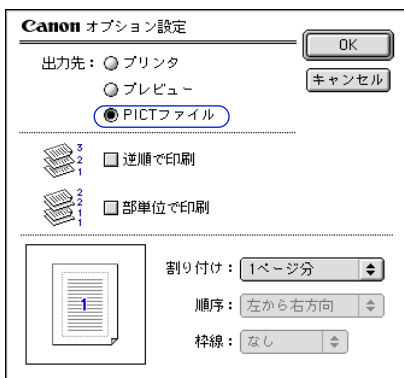 Canon オプション設定
OK
出力先： プリンタ
キャンセル
プレビュー
PICTファイル
3
2
1
逆順で印刷
2
2
1
1
部単位で印刷
1
割り付け： 1ページ分
順序： 左から右方向
枠線： なし